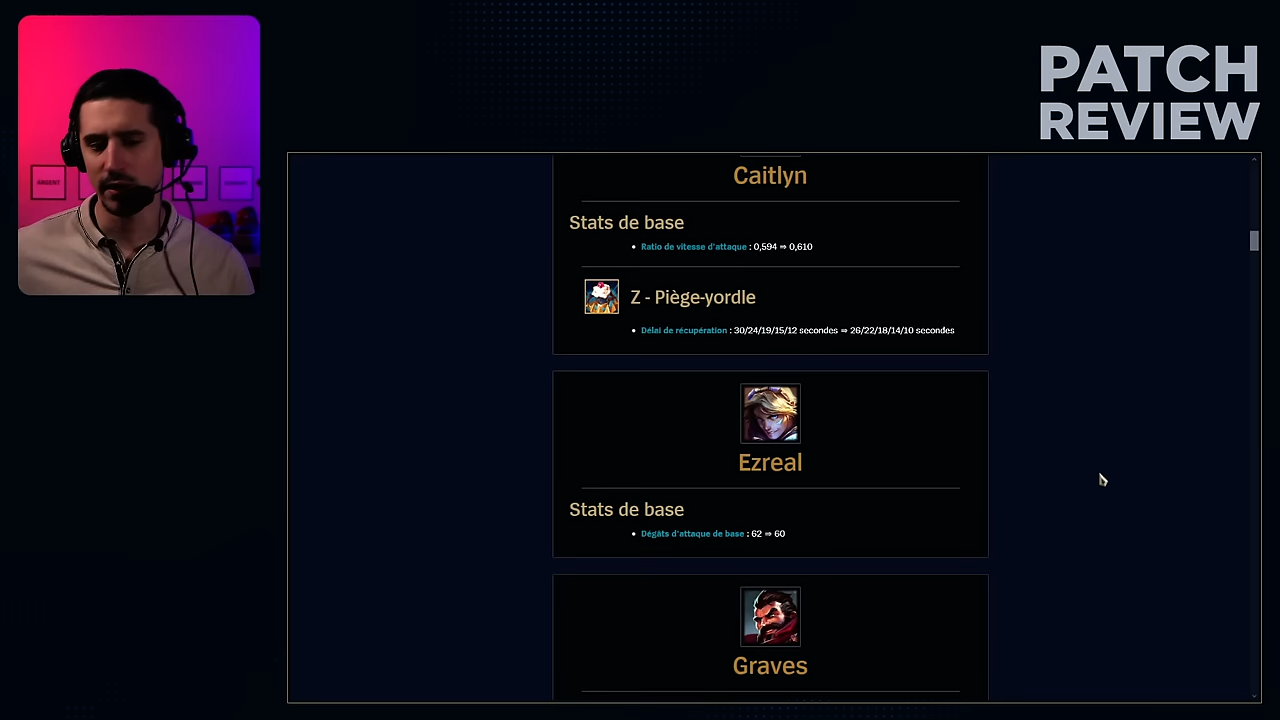 PATCH
REVIEW
ARGENT
Caitlyn
Stats de base
• Ratio de vitesse d'attaque : 0,594 ⇒ 0,610
Z - Piège-yordle
• Délai de récupération : 30/24/19/15/12 secondes ⇒ 26/22/18/14/10 secondes
Ezreal
Stats de base
• Dégâts d'attaque de base : 62 ⇒ 60
Graves